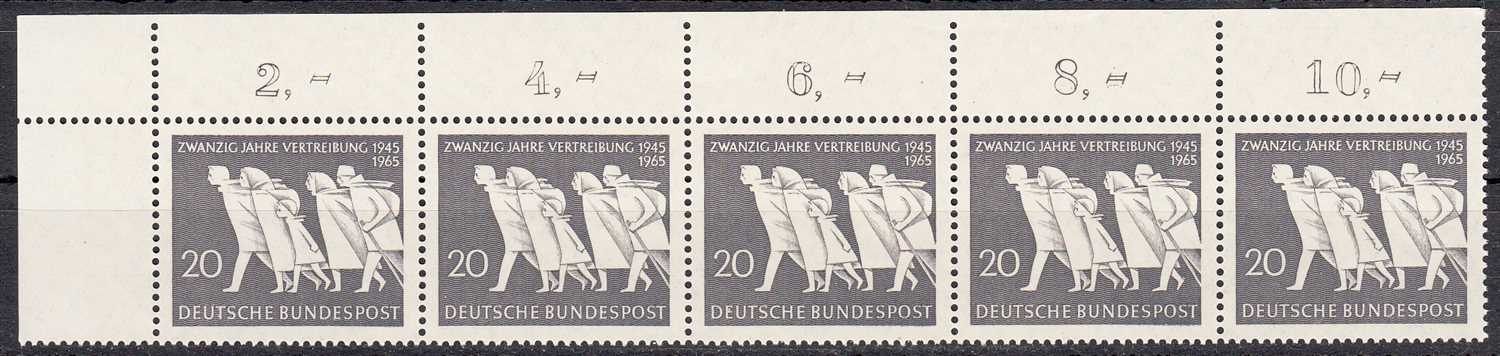 2,= 4,= 6,= 8,= 10,=
ZWANZIG JAHRE VERTREIBUNG 1945
1965
20
DEUTSCHE BUNDESPOST
ZWANZIG JAHRE VERTREIBUNG 1945
1965
20
DEUTSCHE BUNDESPOST
ZWANZIG JAHRE VERTREIBUNG 1945
1965
20
DEUTSCHE BUNDESPOST
ZWANZIG JAHRE VERTREIBUNG 1945
1965
20
DEUTSCHE BUNDESPOST
ZWANZIG JAHRE VERTREIBUNG 1945
1965
20
DEUTSCHE BUNDESPOST